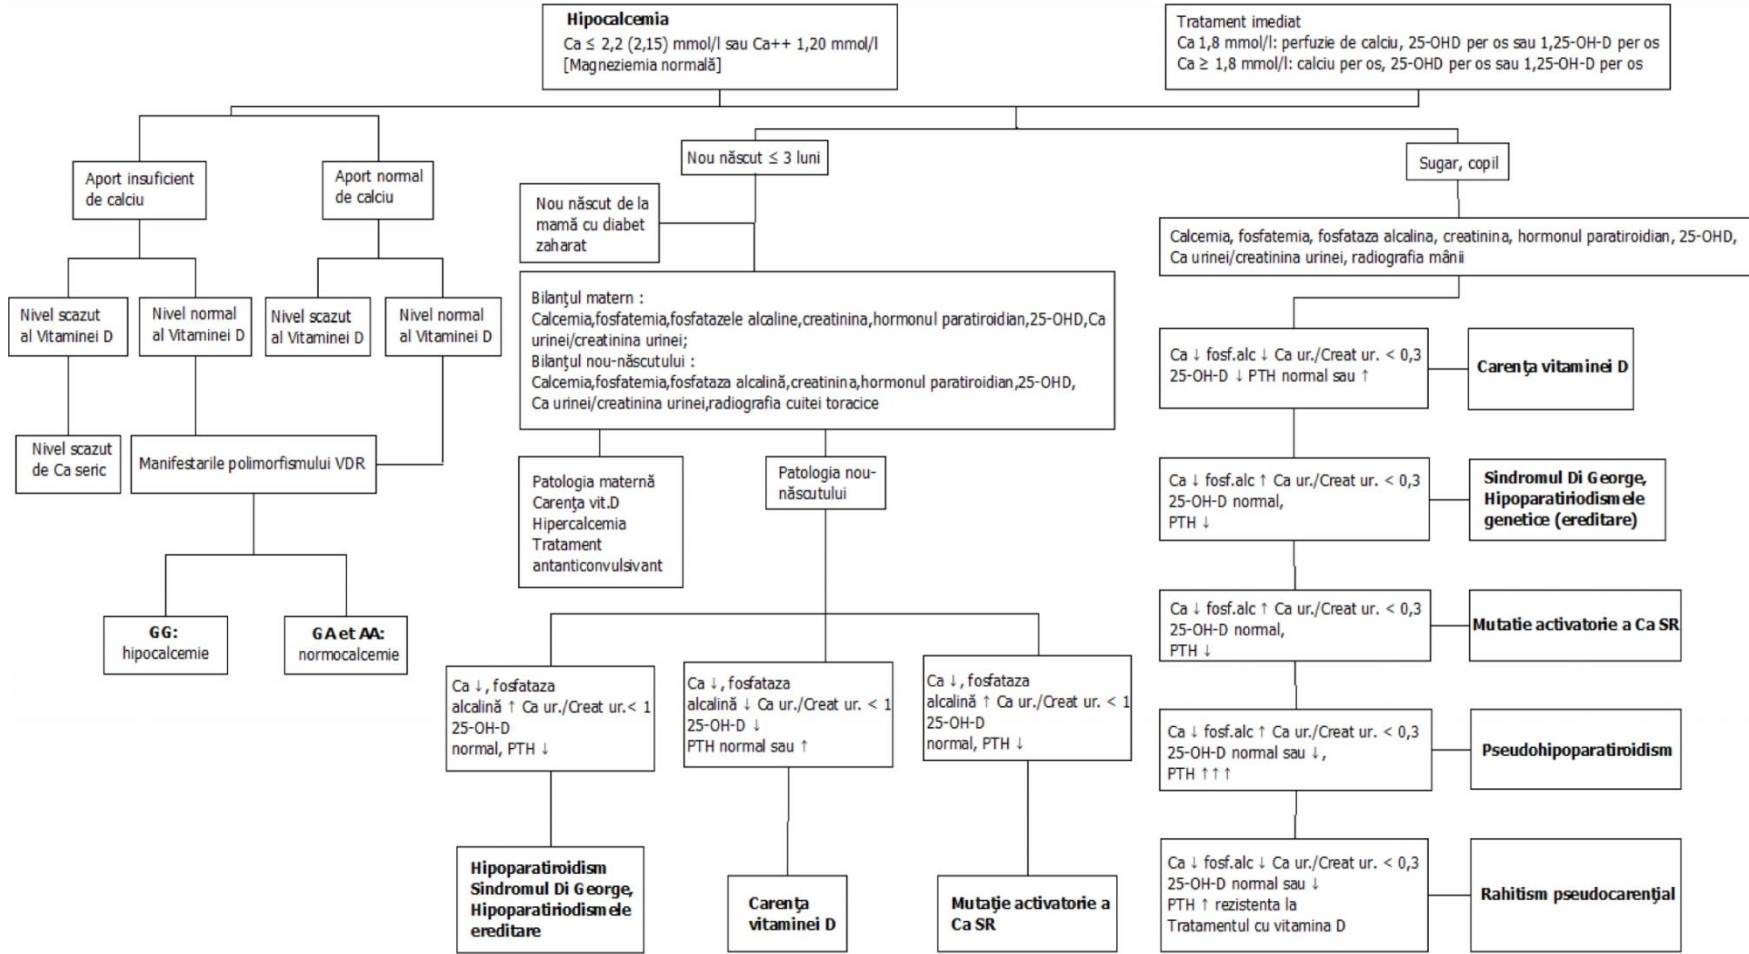 Hipocalcemia
Ca ≤ 2,2 (2,15) mmol/l sau Ca++ 1,20 mmol/l
[Magneziemia normală]
Tratament imediat
Ca 1,8 mmol/l: perfuzie de calciu, 25-OHD per os sau 1,25-OH-D per os
Ca ≥ 1,8 mmol/l: calciu per os, 25-OHD per os sau 1,25-OH-D per os
Aport insuficient
de calciu
Aport normal
de calciu
Nivel scazut
al Vitaminei D
Nivel normal
al Vitaminei D
Nivel scazut
al Vitaminei D
Nivel normal
al Vitaminei D
Nivel scazut
de Ca seric
Manifestarile polimorfismului VDR
GG:
hipocalcemie
GA et AA:
normocalcemie
Nou născut ≤ 3 luni
Nou născut de la
mamă cu diabet
zaharat
Bilanţul matern :
Calcemia,fosfatemia,fosfatazele alcaline,creatinina,hormonul paratiroidian,25-OHD,Ca
urinei/creatinina urinei;
Bilanţul nou-născutului :
Calcemia,fosfatemia,fosfataza alcalină,creatinina,hormonul paratiroidian,25-OHD,
Ca urinei/creatinina urinei,radiografia cuitei toracice
Patologia maternă
Carenţa vit.D
Hipercalcemia
Tratament
antanticonvulsivant
Patologia nou-
născutului
Ca ↓, fosfataza
alcalină ↑ Ca ur./Creat ur.< 1
25-OH-D
normal, PTH ↓
Ca ↓, fosfataza
alcalină ↓ Ca ur./Creat ur. < 1
25-OH-D ↓
PTH normal sau ↑
Ca ↓, fosfataza
alcalină ↑ Ca ur./Creat ur. < 1
25-OH-D
normal, PTH ↓
Hipoparatiroidism
Sindromul Di George,
Hipoparatiriodismele
ereditare
Carenţa
vitaminei D
Mutaţie activatorie a
Ca SR
Sugar, copil
Calcemia, fosfatemia, fosfataza alcalina, creatinina, hormonul paratiroidian, 25-OHD,
Ca urinei/creatinina urinei, radiografia mânii
Ca ↓ fosf.alc ↓ Ca ur./Creat ur. < 0,3
25-OH-D ↓ PTH normal sau ↑
Carenţa vitaminei D
Ca ↓ fosf.alc ↑ Ca ur./Creat ur. < 0,3
25-OH-D normal,
PTH ↓
Sindromul Di George,
Hipoparatiriodismele
genetice (ereditare)
Ca ↓ fosf.alc ↑ Ca ur./Creat ur. < 0,3
25-OH-D normal,
PTH ↓
Mutatie activatorie a Ca SR
Ca ↓ fosf.alc ↑ Ca ur./Creat ur. < 0,3
25-OH-D normal sau ↓,
PTH ↑↑↑
Pseudohipoparatiroidism
Ca ↓ fosf.alc ↓ Ca ur./Creat ur. < 0,3
25-OH-D normal sau ↓
PTH ↑ rezistenta la
Tratamentul cu vitamina D
Rahitism pseudocarenţial